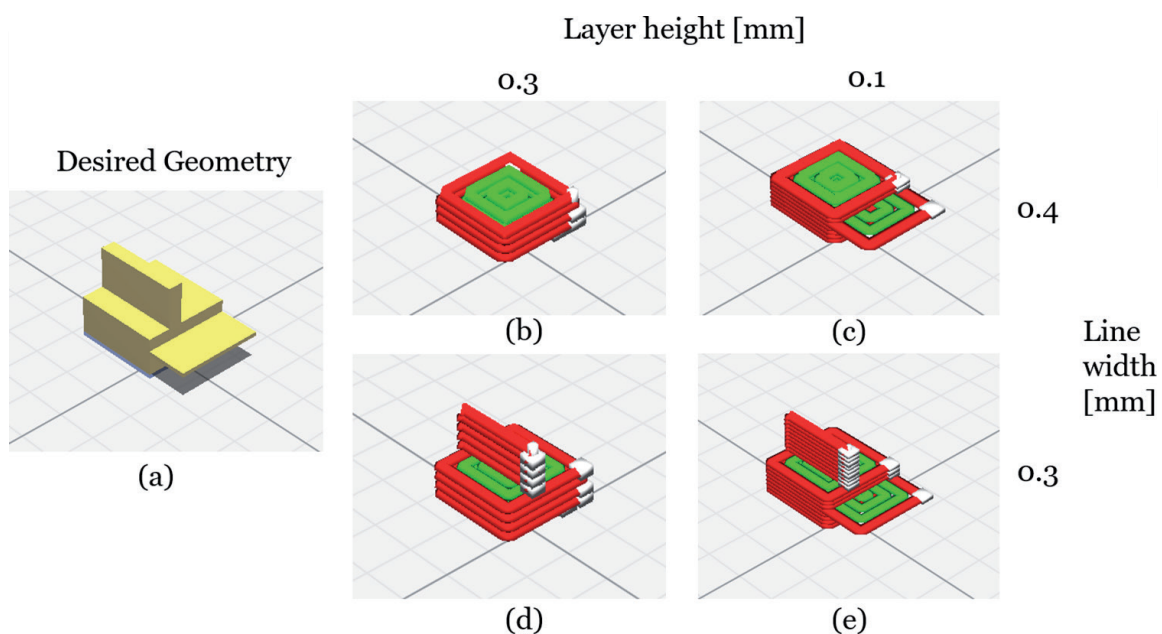 Layer height [mm]
0.3
0.1
Desired Geometry
0.4
(a)
(b)
(c)
Line
width
[mm]
0.3
(d)
(e)